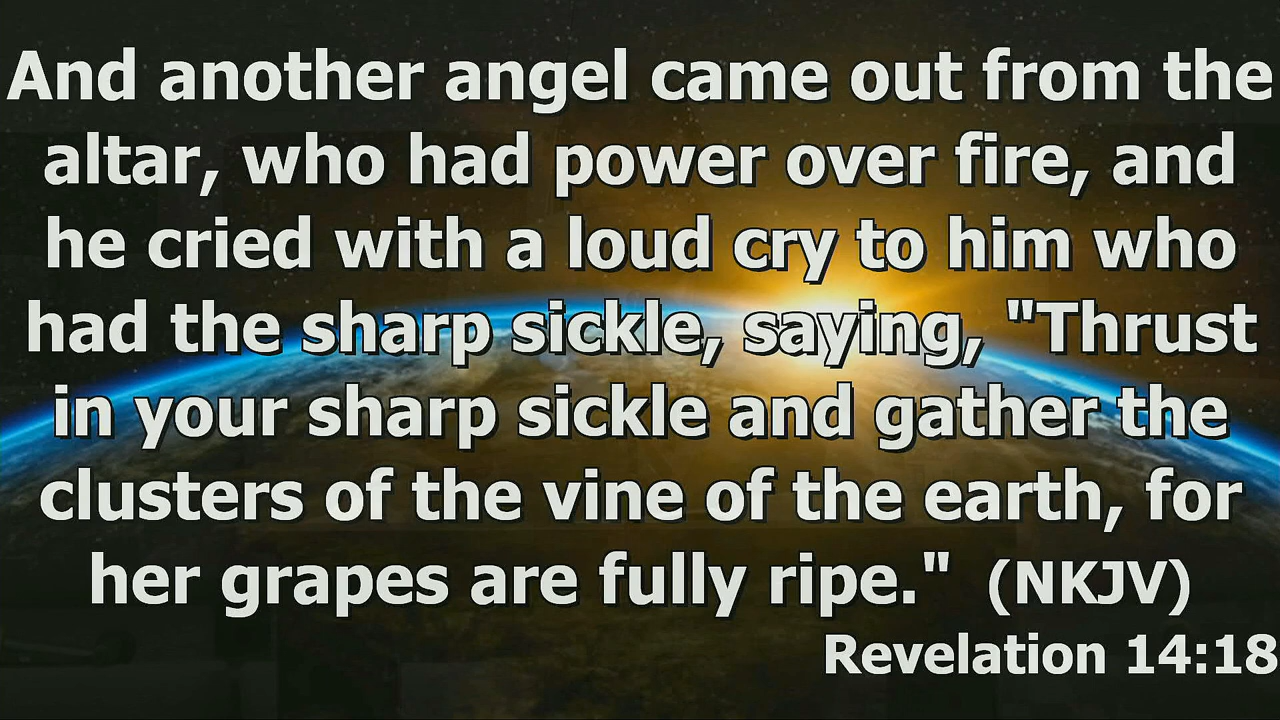 And another angel came out from the
altar, who had power over fire, and
he cried with a loud cry to him who
had the sharp sickle, saying, "Thrust
in your sharp sickle and gather the
clusters of the vine of the earth, for
her grapes are fully ripe." (NKJV)
Revelation 14:18